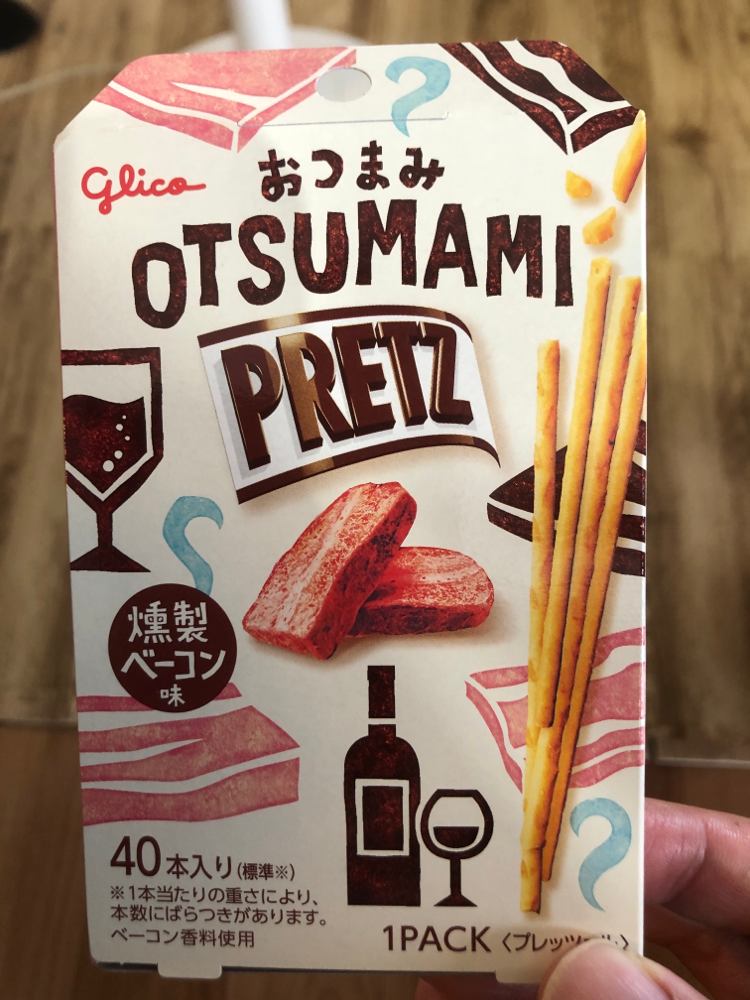 Glico
おつまみ
OTSUMAMI
PRETZ
燻製
ベーコン
味
40本入り(標準※)
※1本当たりの重さにより、
本数にばらつきがあります。
ベーコン香料使用
1PACK